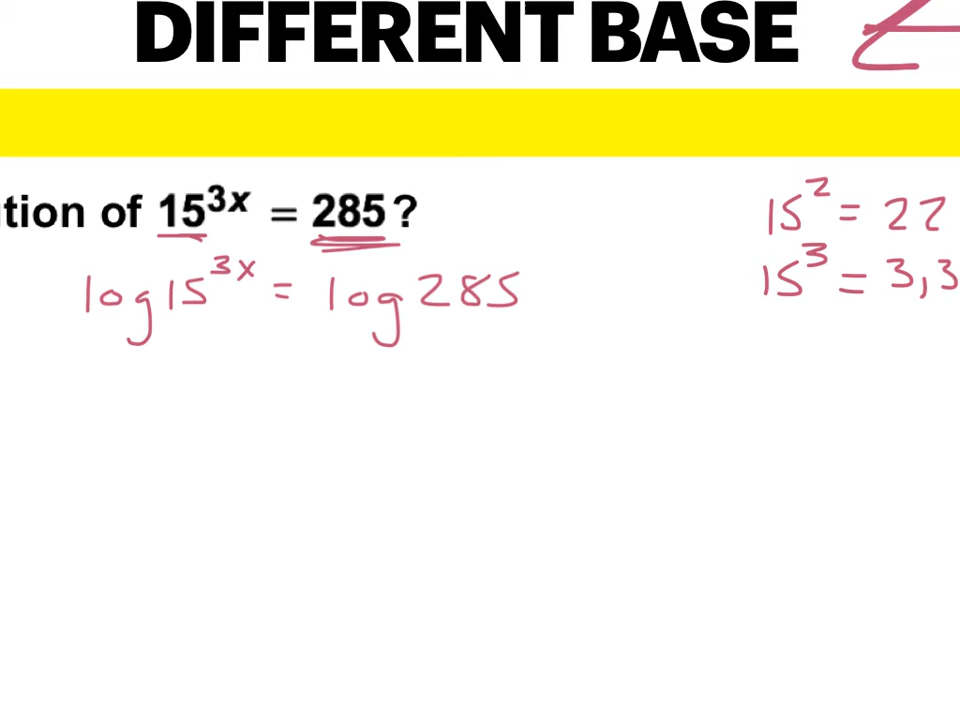 DIFFERENT BASE
tion of 15^{3x} = 285?
log 15^{3x} = log 285
15^2 = 22
15^3 = 3,3